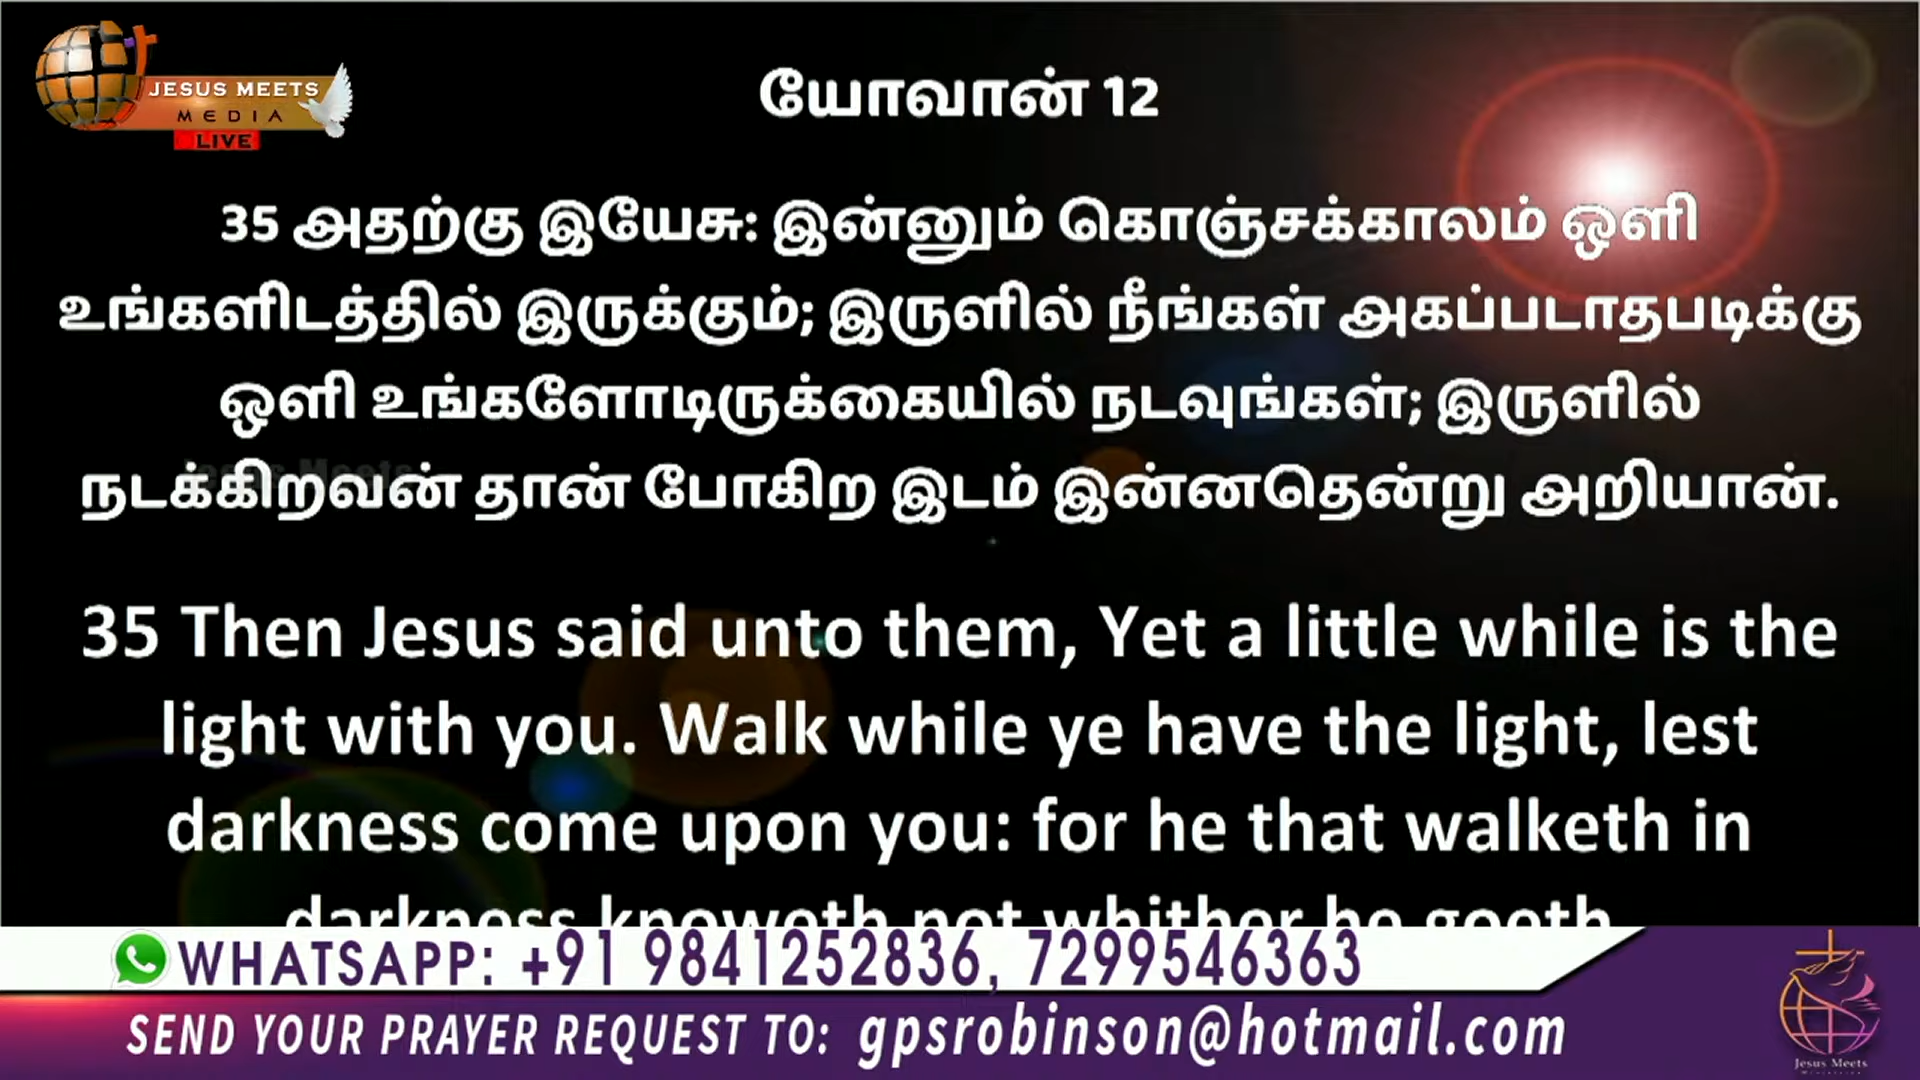 JESUS MEETS
MEDIA
LIVE
யோவான் 12
35 அதற்கு இயேசு: இன்னும் கொஞ்சக்காலம் ஒளி
உங்களிடத்தில் இருக்கும்; இருளில் நீங்கள் அகப்படாதபடிக்கு
ஒளி உங்களோடிருக்கையில் நடவுங்கள்; இருளில்
நடக்கிறவன் தான் போகிற இடம் இன்னதென்று அறியான்.
Jesus Meets
35 Then Jesus said unto them, Yet a little while is the
light with you. Walk while ye have the light, lest
darkness come upon you: for he that walketh in
darkness knoweth not whither he goeth.
WHATSAPP: +91 9841252836, 7299546363
SEND YOUR PRAYER REQUEST TO: gpsrobinson@hotmail.com
Jesus Meets